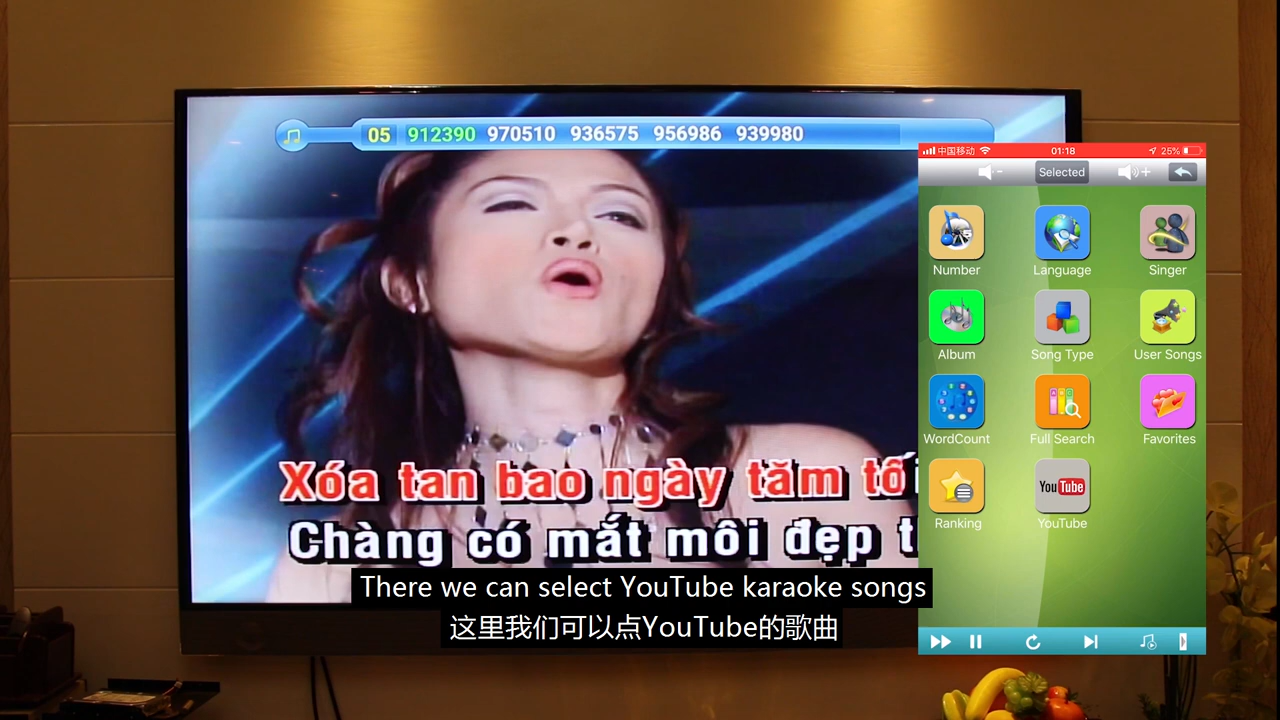 05 912390 970510 936575 956986 939980
Xóa tan bao ngày tăm tối
Chàng có mắt môi đẹp t
中国移动 01:18 25%
- Selected +
Number Language Singer
Album Song Type User Songs
WordCount Full Search Favorites
YouTube
Ranking YouTube
There we can select YouTube karaoke songs
这里我们可以点YouTube的歌曲